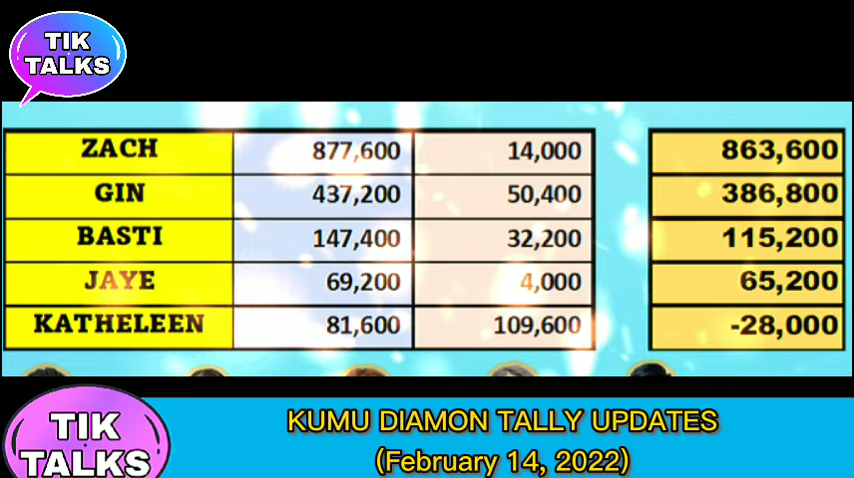 TIK
TALKS
ZACH 877,600 14,000 863,600
GIN 437,200 50,400 386,800
BASTI 147,400 32,200 115,200
JAYE 69,200 4,000 65,200
KATHELEEN 81,600 109,600 -28,000
TIK
TALKS
KUMU DIAMON TALLY UPDATES
(February 14, 2022)